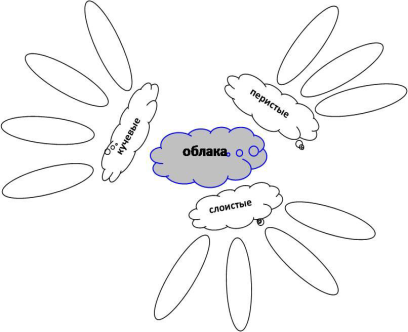 перистые
кучевые
облака
слоистые